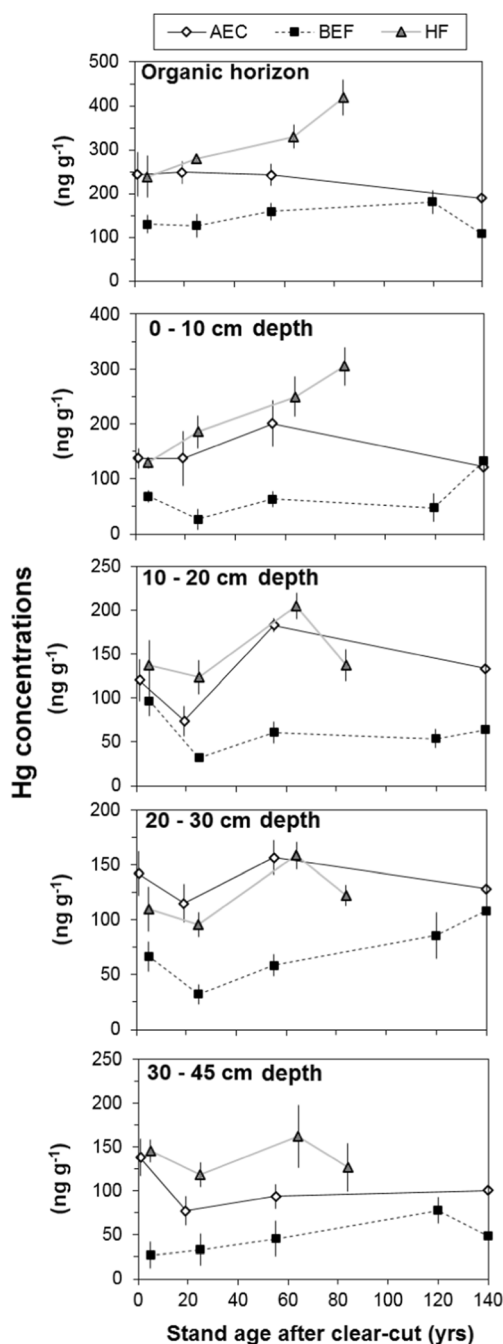 AEC BEF HF
Organic horizon
500
400
300
200
100
0
(ng g⁻¹)
0 - 10 cm depth
400
300
200
100
0
(ng g⁻¹)
10 - 20 cm depth
250
200
150
100
50
0
(ng g⁻¹)
Hg concentrations
20 - 30 cm depth
200
150
100
50
0
(ng g⁻¹)
30 - 45 cm depth
250
200
150
100
50
0
(ng g⁻¹)
0 20 40 60 80 100 120 140
Stand age after clear-cut (yrs)